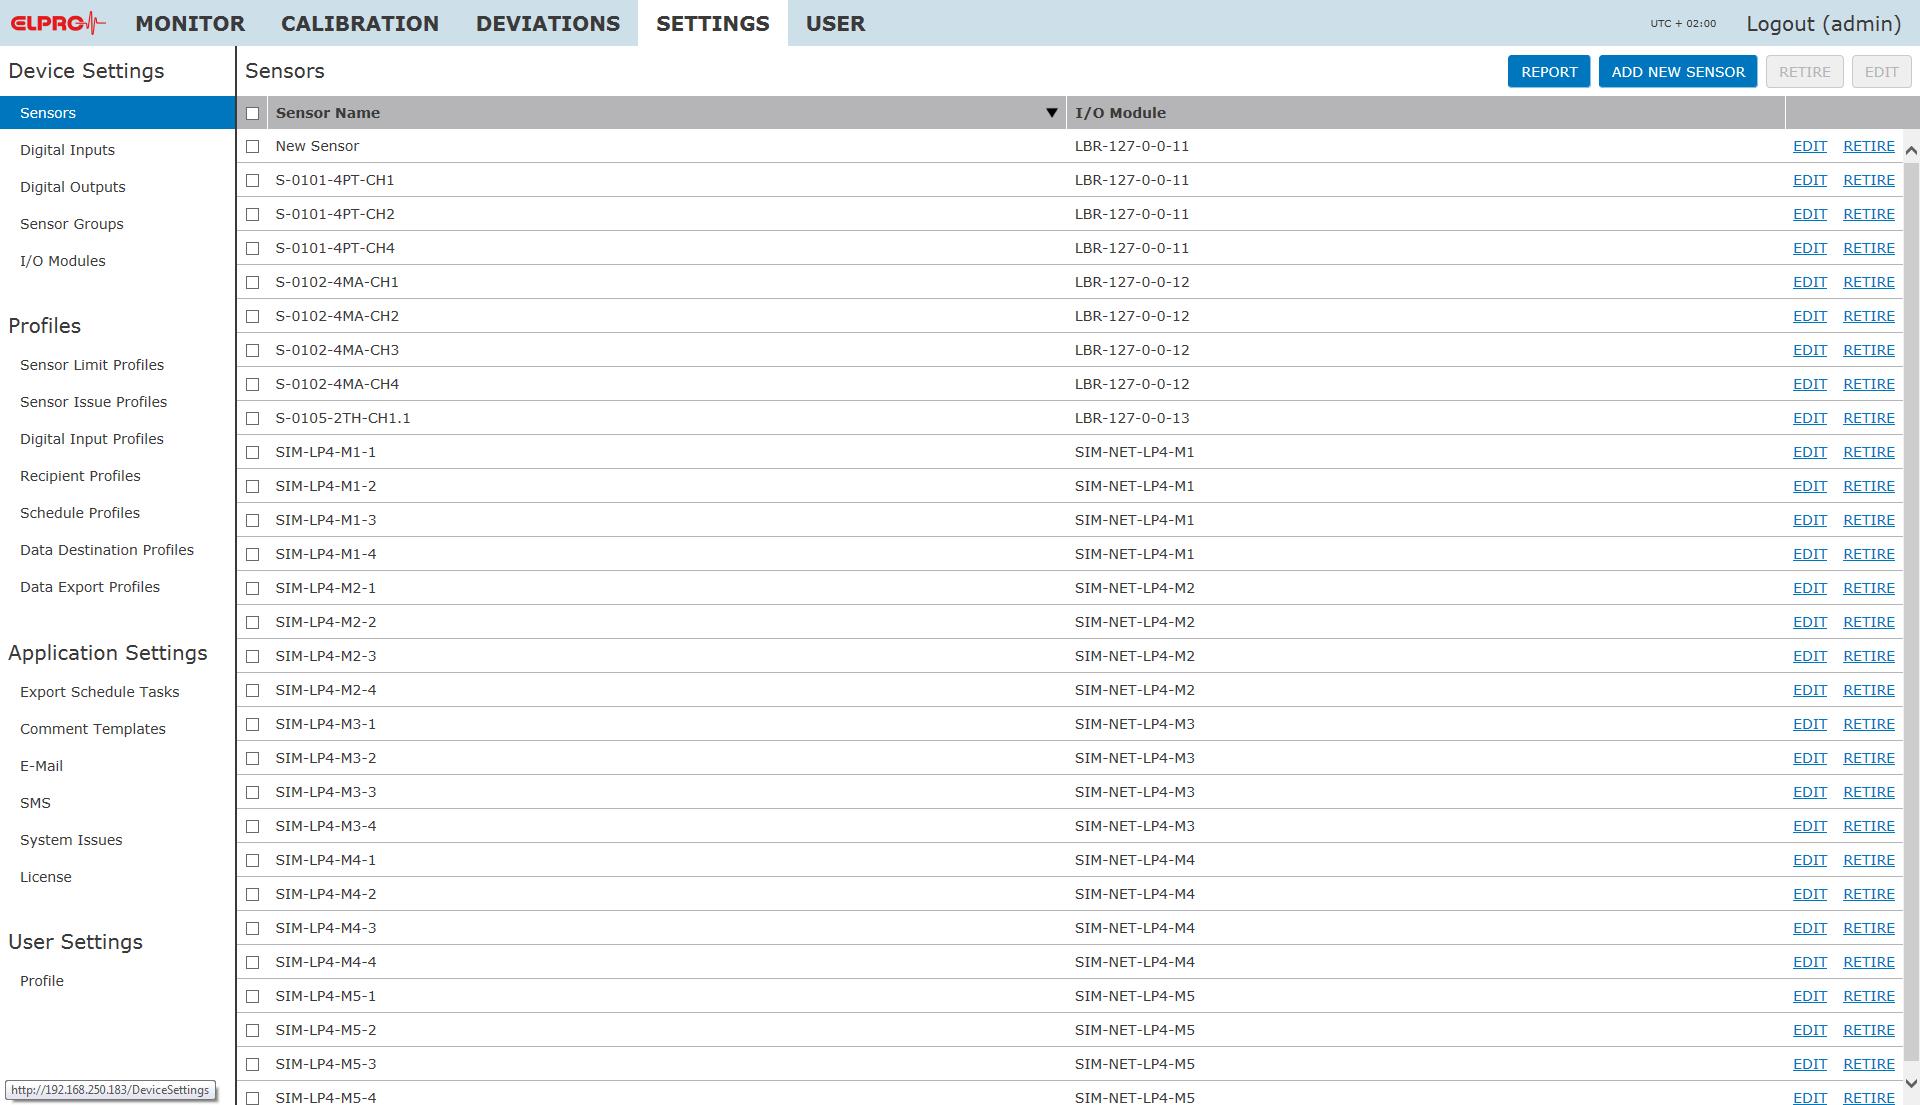 ELPRO MONITOR CALIBRATION DEVIATIONS SETTINGS USER UTC + 02:00 Logout (admin)
Device Settings
Sensors
Digital Inputs
Digital Outputs
Sensor Groups
I/O Modules
Profiles
Sensor Limit Profiles
Sensor Issue Profiles
Digital Input Profiles
Recipient Profiles
Schedule Profiles
Data Destination Profiles
Data Export Profiles
Application Settings
Export Schedule Tasks
Comment Templates
E-Mail
SMS
System Issues
License
User Settings
Profile
http://192.168.250.183/DeviceSettings
Sensors REPORT ADD NEW SENSOR RETIRE EDIT
Sensor Name I/O Module
New Sensor LBR-127-0-0-11 EDIT RETIRE
S-0101-4PT-CH1 LBR-127-0-0-11 EDIT RETIRE
S-0101-4PT-CH2 LBR-127-0-0-11 EDIT RETIRE
S-0101-4PT-CH4 LBR-127-0-0-11 EDIT RETIRE
S-0102-4MA-CH1 LBR-127-0-0-12 EDIT RETIRE
S-0102-4MA-CH2 LBR-127-0-0-12 EDIT RETIRE
S-0102-4MA-CH3 LBR-127-0-0-12 EDIT RETIRE
S-0102-4MA-CH4 LBR-127-0-0-12 EDIT RETIRE
S-0105-2TH-CH1.1 LBR-127-0-0-13 EDIT RETIRE
SIM-LP4-M1-1 SIM-NET-LP4-M1 EDIT RETIRE
SIM-LP4-M1-2 SIM-NET-LP4-M1 EDIT RETIRE
SIM-LP4-M1-3 SIM-NET-LP4-M1 EDIT RETIRE
SIM-LP4-M1-4 SIM-NET-LP4-M1 EDIT RETIRE
SIM-LP4-M2-1 SIM-NET-LP4-M2 EDIT RETIRE
SIM-LP4-M2-2 SIM-NET-LP4-M2 EDIT RETIRE
SIM-LP4-M2-3 SIM-NET-LP4-M2 EDIT RETIRE
SIM-LP4-M2-4 SIM-NET-LP4-M2 EDIT RETIRE
SIM-LP4-M3-1 SIM-NET-LP4-M3 EDIT RETIRE
SIM-LP4-M3-2 SIM-NET-LP4-M3 EDIT RETIRE
SIM-LP4-M3-3 SIM-NET-LP4-M3 EDIT RETIRE
SIM-LP4-M3-4 SIM-NET-LP4-M3 EDIT RETIRE
SIM-LP4-M4-1 SIM-NET-LP4-M4 EDIT RETIRE
SIM-LP4-M4-2 SIM-NET-LP4-M4 EDIT RETIRE
SIM-LP4-M4-3 SIM-NET-LP4-M4 EDIT RETIRE
SIM-LP4-M4-4 SIM-NET-LP4-M4 EDIT RETIRE
SIM-LP4-M5-1 SIM-NET-LP4-M5 EDIT RETIRE
SIM-LP4-M5-2 SIM-NET-LP4-M5 EDIT RETIRE
SIM-LP4-M5-3 SIM-NET-LP4-M5 EDIT RETIRE
SIM-LP4-M5-4 SIM-NET-LP4-M5 EDIT RETIRE